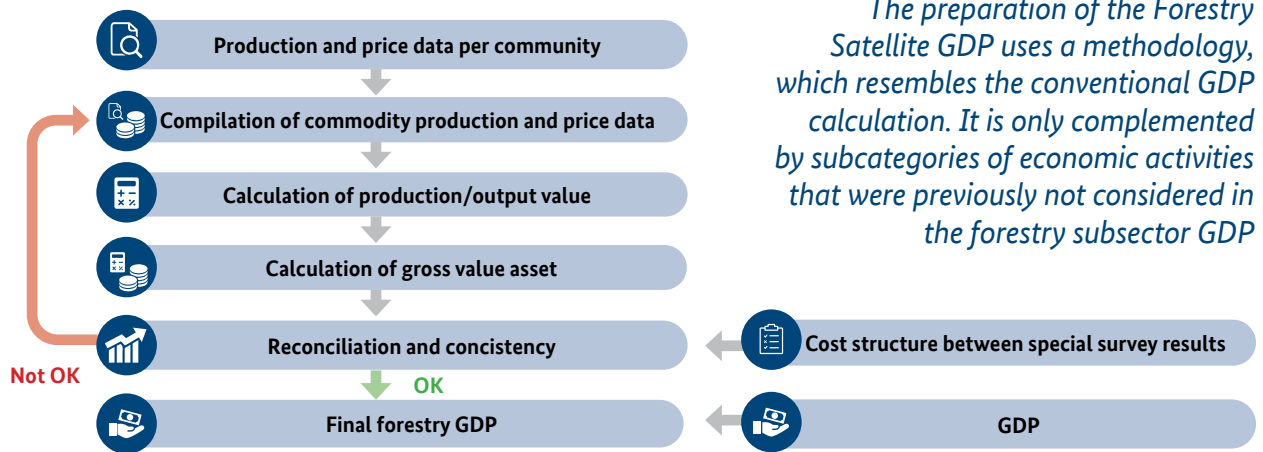 Production and price data per community
Compilation of commodity production and price data
Calculation of production/output value
Calculation of gross value asset
Reconciliation and concistency
Not OK
OK
Final forestry GDP
Cost structure between special survey results
GDP
The preparation of the Forestry
Satellite GDP uses a methodology,
which resembles the conventional GDP
calculation. It is only complemented
by subcategories of economic activities
that were previously not considered in
the forestry subsector GDP